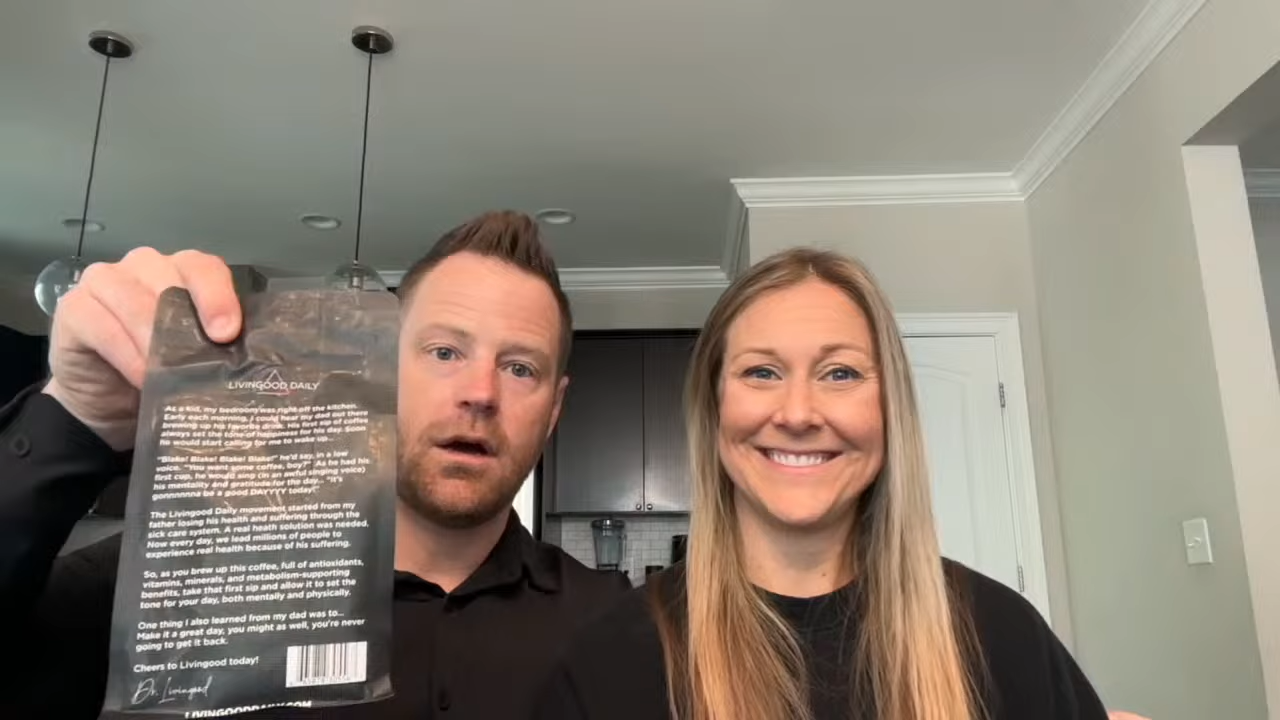 LIVINGOOD DAILY
As a kid, my bedroom was right off the kitchen.
Early each morning, I could hear my dad out there
brewing up his favorite drink. His first sip of coffee
always set the tone of happiness for his day. Soon
he would start calling for me to wake up...
"Blake! Blake! Blake! Blake!" he'd say, in a low
voice. "You want some coffee, boy?" As he had his
first cup, he would sing (in an awful singing voice)
his mentality and gratitude for the day... "It's
gonnnnnna be a good DAYYYY today!"
The Livingood Daily movement started from my
father losing his health and suffering through the
sick care system. A real heath solution was needed.
Now every day, we lead millions of people to
experience real health because of his suffering.
So, as you brew up this coffee, full of antioxidants,
vitamins, minerals, and metabolism-supporting
benefits, take that first sip and allow it to set the
tone for your day, both mentally and physically.
One thing I also learned from my dad was to...
Make it a great day, you might as well, you're never
going to get it back.
Cheers to Livingood today!
Dr. Livingood
LIVINGOODDAILY.COM